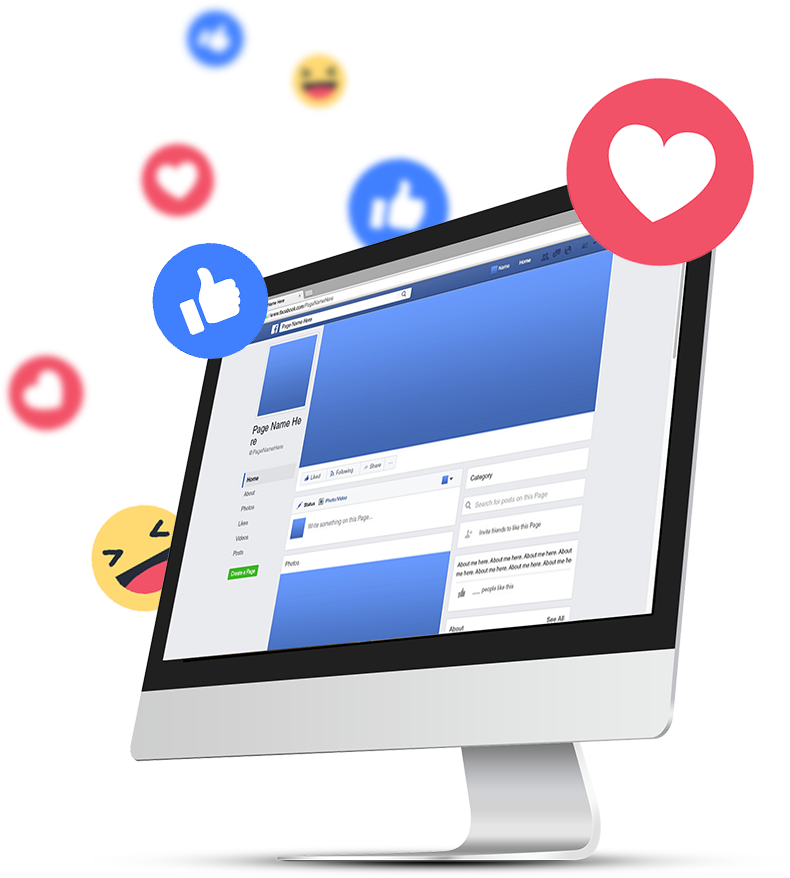 Name Here
www.facebook.com/PageNameHere
Page Name Here
Name Home
Page Name He
re
@PageNameHere
Home
About
Photos
Likes
Videos
Posts
Create a Page
Liked Following Share ...
Status Photo/Video
Write something on this Page...
Photos
Category
Search for posts on this Page
Invite friends to like this Page
About me here. About me here. About me here. About
me here. About me here. About me here. About me he
___ people like this
About See All